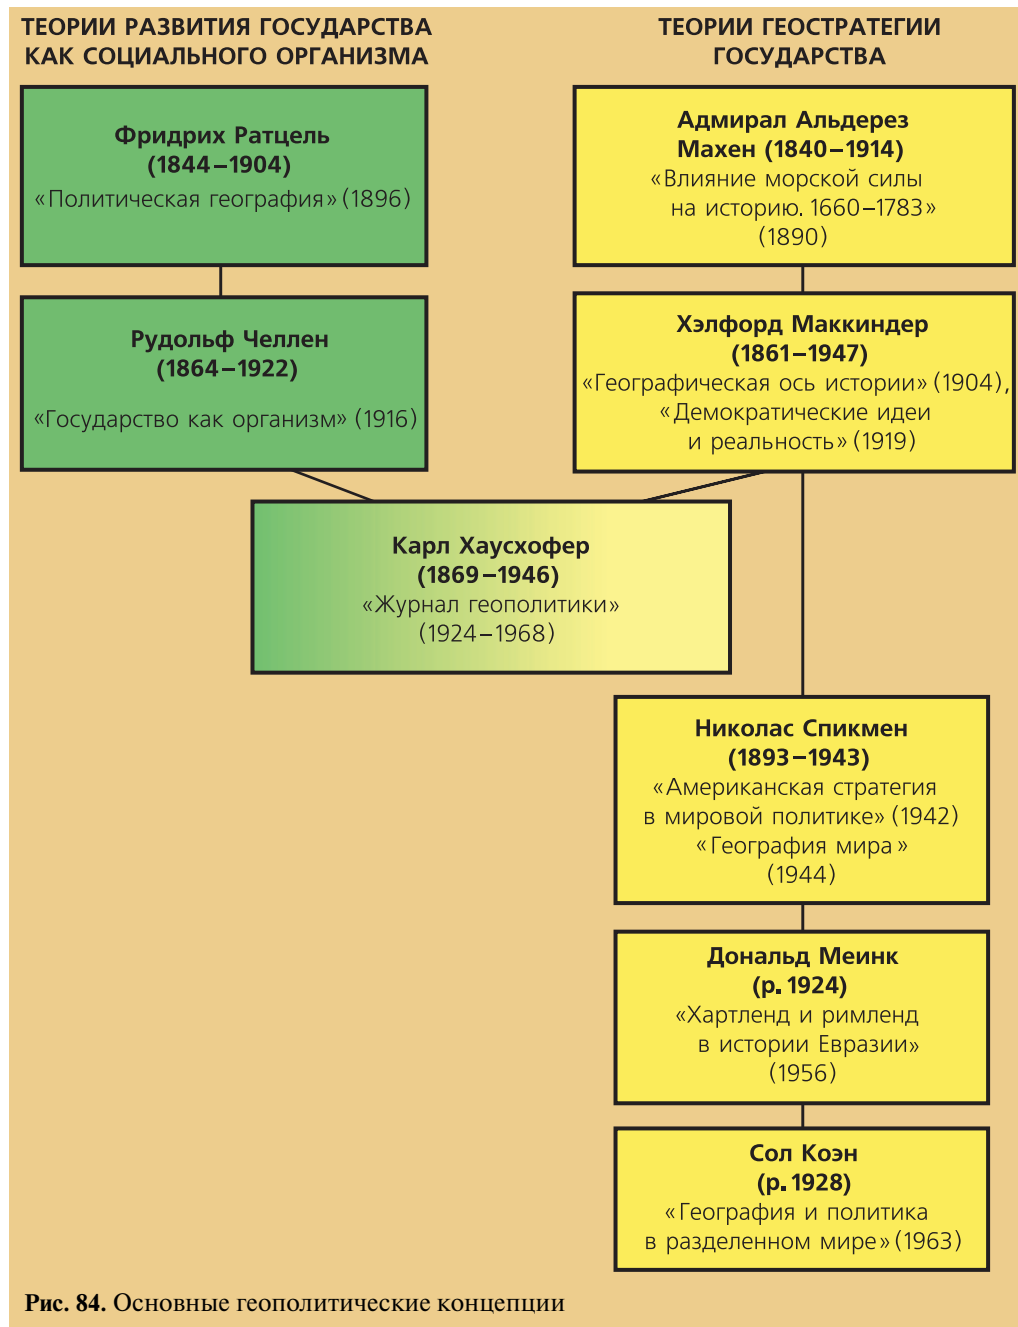 ТЕОРИИ РАЗВИТИЯ ГОСУДАРСТВА
КАК СОЦИАЛЬНОГО ОРГАНИЗМА
Фридрих Ратцель
(1844–1904)
«Политическая география» (1896)
Рудольф Челлен
(1864–1922)
«Государство как организм» (1916)
ТЕОРИИ ГЕОСТРАТЕГИИ
ГОСУДАРСТВА
Адмирал Альдерез
Махен (1840–1914)
«Влияние морской силы
на историю. 1660–1783»
(1890)
Хэлфорд Маккиндер
(1861–1947)
«Географическая ось истории» (1904),
«Демократические идеи
и реальность» (1919)
Карл Хаусхофер
(1869–1946)
«Журнал геополитики»
(1924–1968)
Николас Спикмен
(1893–1943)
«Американская стратегия
в мировой политике» (1942)
«География мира»
(1944)
Дональд Меинк
(р. 1924)
«Хартленд и римленд
в истории Евразии»
(1956)
Сол Коэн
(р. 1928)
«География и политика
в разделенном мире» (1963)
Рис. 84. Основные геополитические концепции